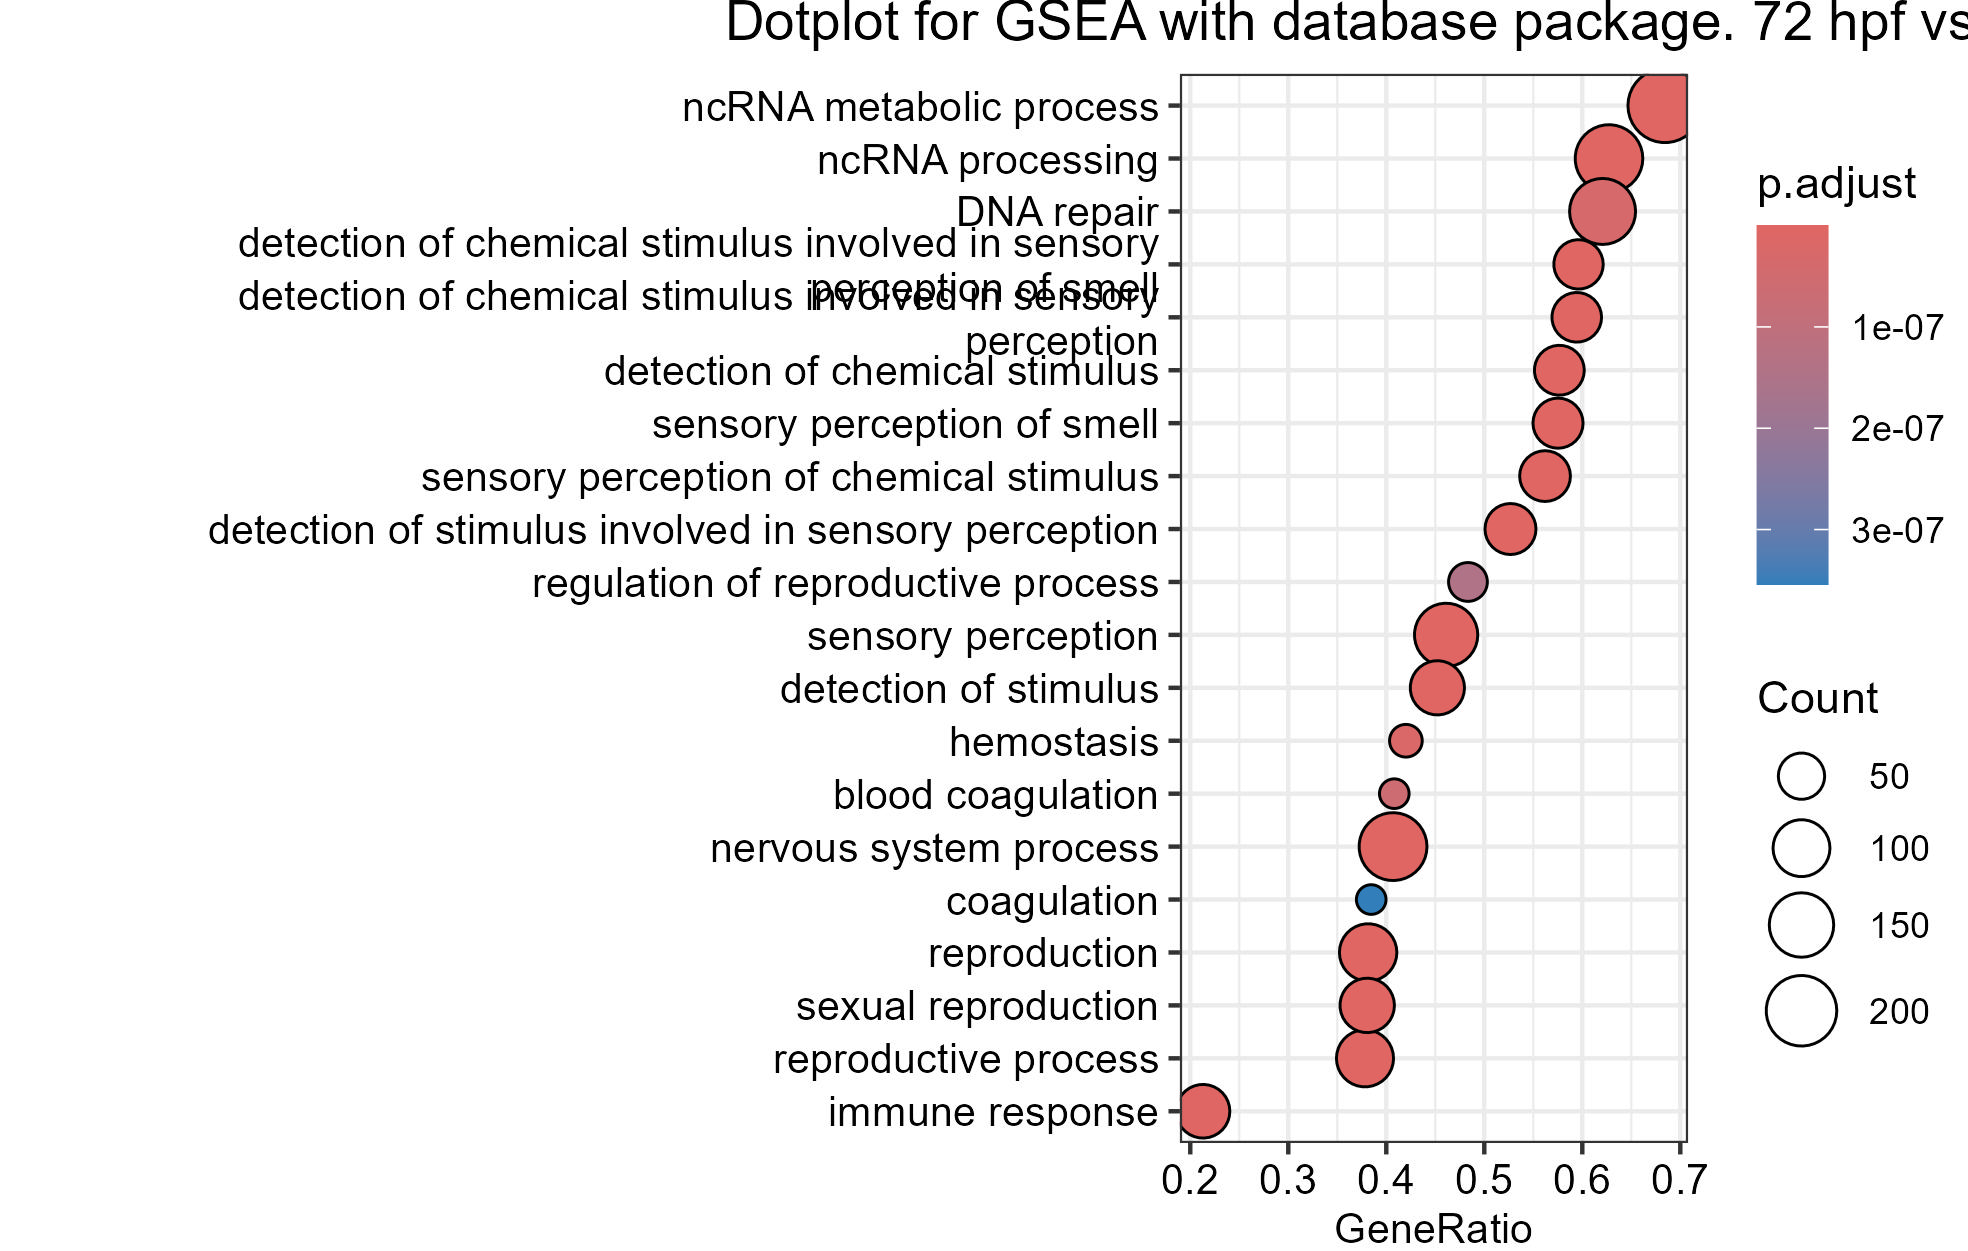 Dotplot for GSEA with database package. 72 hpf vs
ncRNA metabolic process
ncRNA processing
DNA repair
detection of chemical stimulus involved in sensory
perception of smell
detection of chemical stimulus involved in sensory
perception
detection of chemical stimulus
sensory perception of smell
sensory perception of chemical stimulus
detection of stimulus involved in sensory perception
regulation of reproductive process
sensory perception
detection of stimulus
hemostasis
blood coagulation
nervous system process
coagulation
reproduction
sexual reproduction
reproductive process
immune response
0.2 0.3 0.4 0.5 0.6 0.7
GeneRatio
p.adjust
1e-07
2e-07
3e-07
Count
50
100
150
200